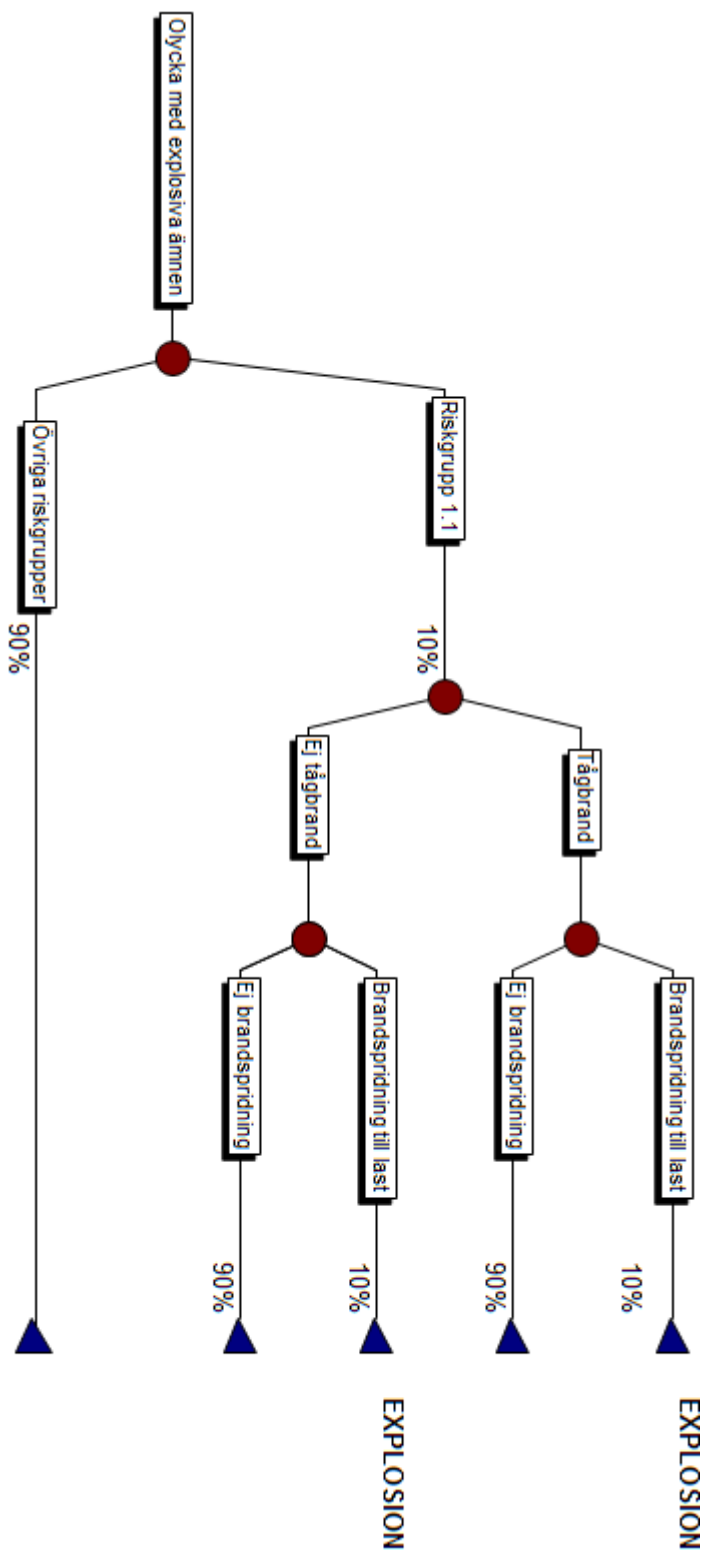 Olycka med explosiva ämnen
Riskgrupp 1.1
10%
Tågbrand
Brandspridning till last
10%
EXPLOSION
Ej brandspridning
90%
Ej tågbrand
Brandspridning till last
10%
EXPLOSION
Ej brandspridning
90%
Övriga riskgrupper
90%